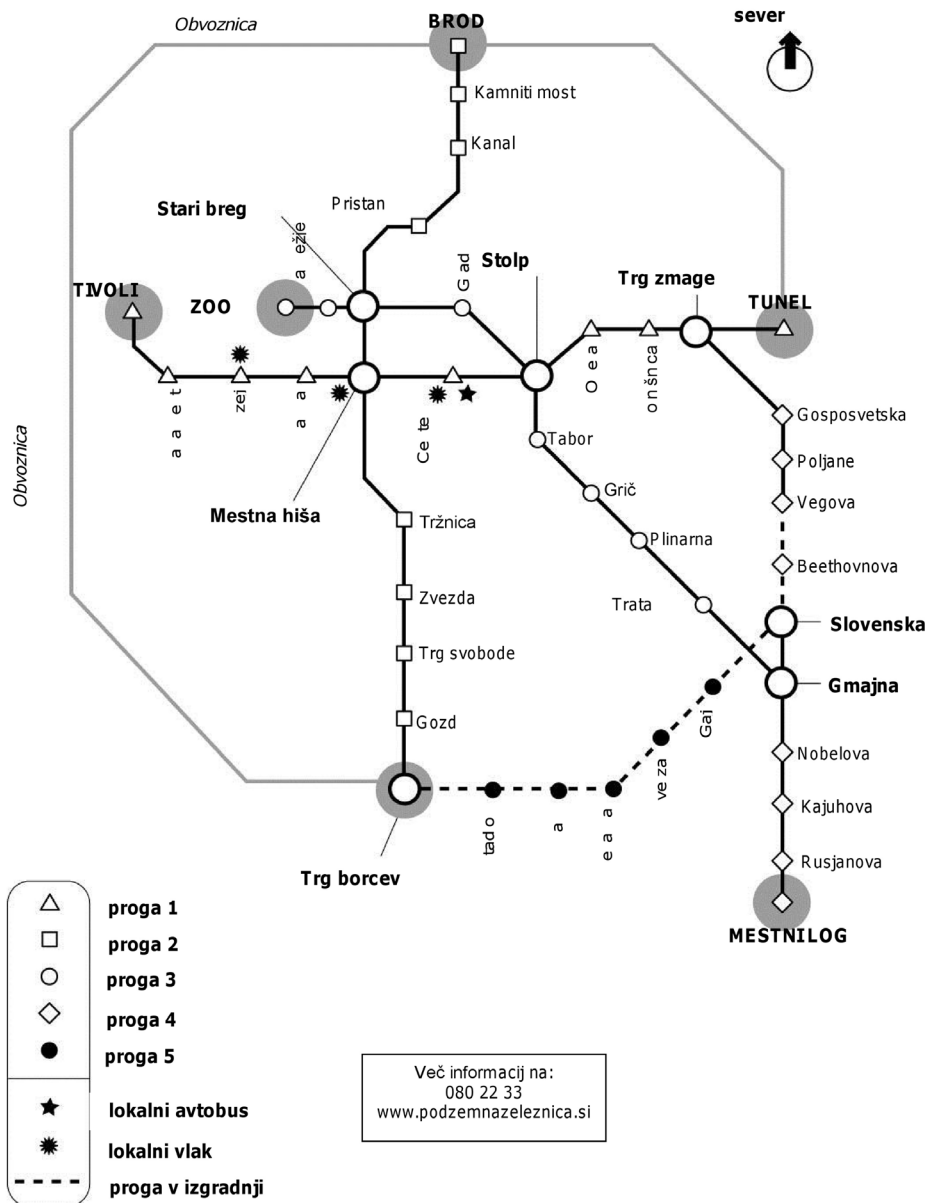 Obvoznica
BROD
sever
Kamniti most
Kanal
Pristan
Stari breg
Stolp
Trg zmage
TIVOLI
ZOO
TUNEL
Gosposvetska
Poljane
Vegova
Beethovnova
Slovenska
Gmajna
Nobelova
Kajuhova
Rusjanova
MESTNILOG
Obvoznica
Mestna hiša
Tabor
Grič
Plinarna
Trata
Tržnica
Zvezda
Trg svobode
Gozd
Trg borcev
proga 1
proga 2
proga 3
proga 4
proga 5
lokalni avtobus
lokalni vlak
proga v izgradnji
Več informacij na:
080 22 33
www.podzemnazeleznica.si